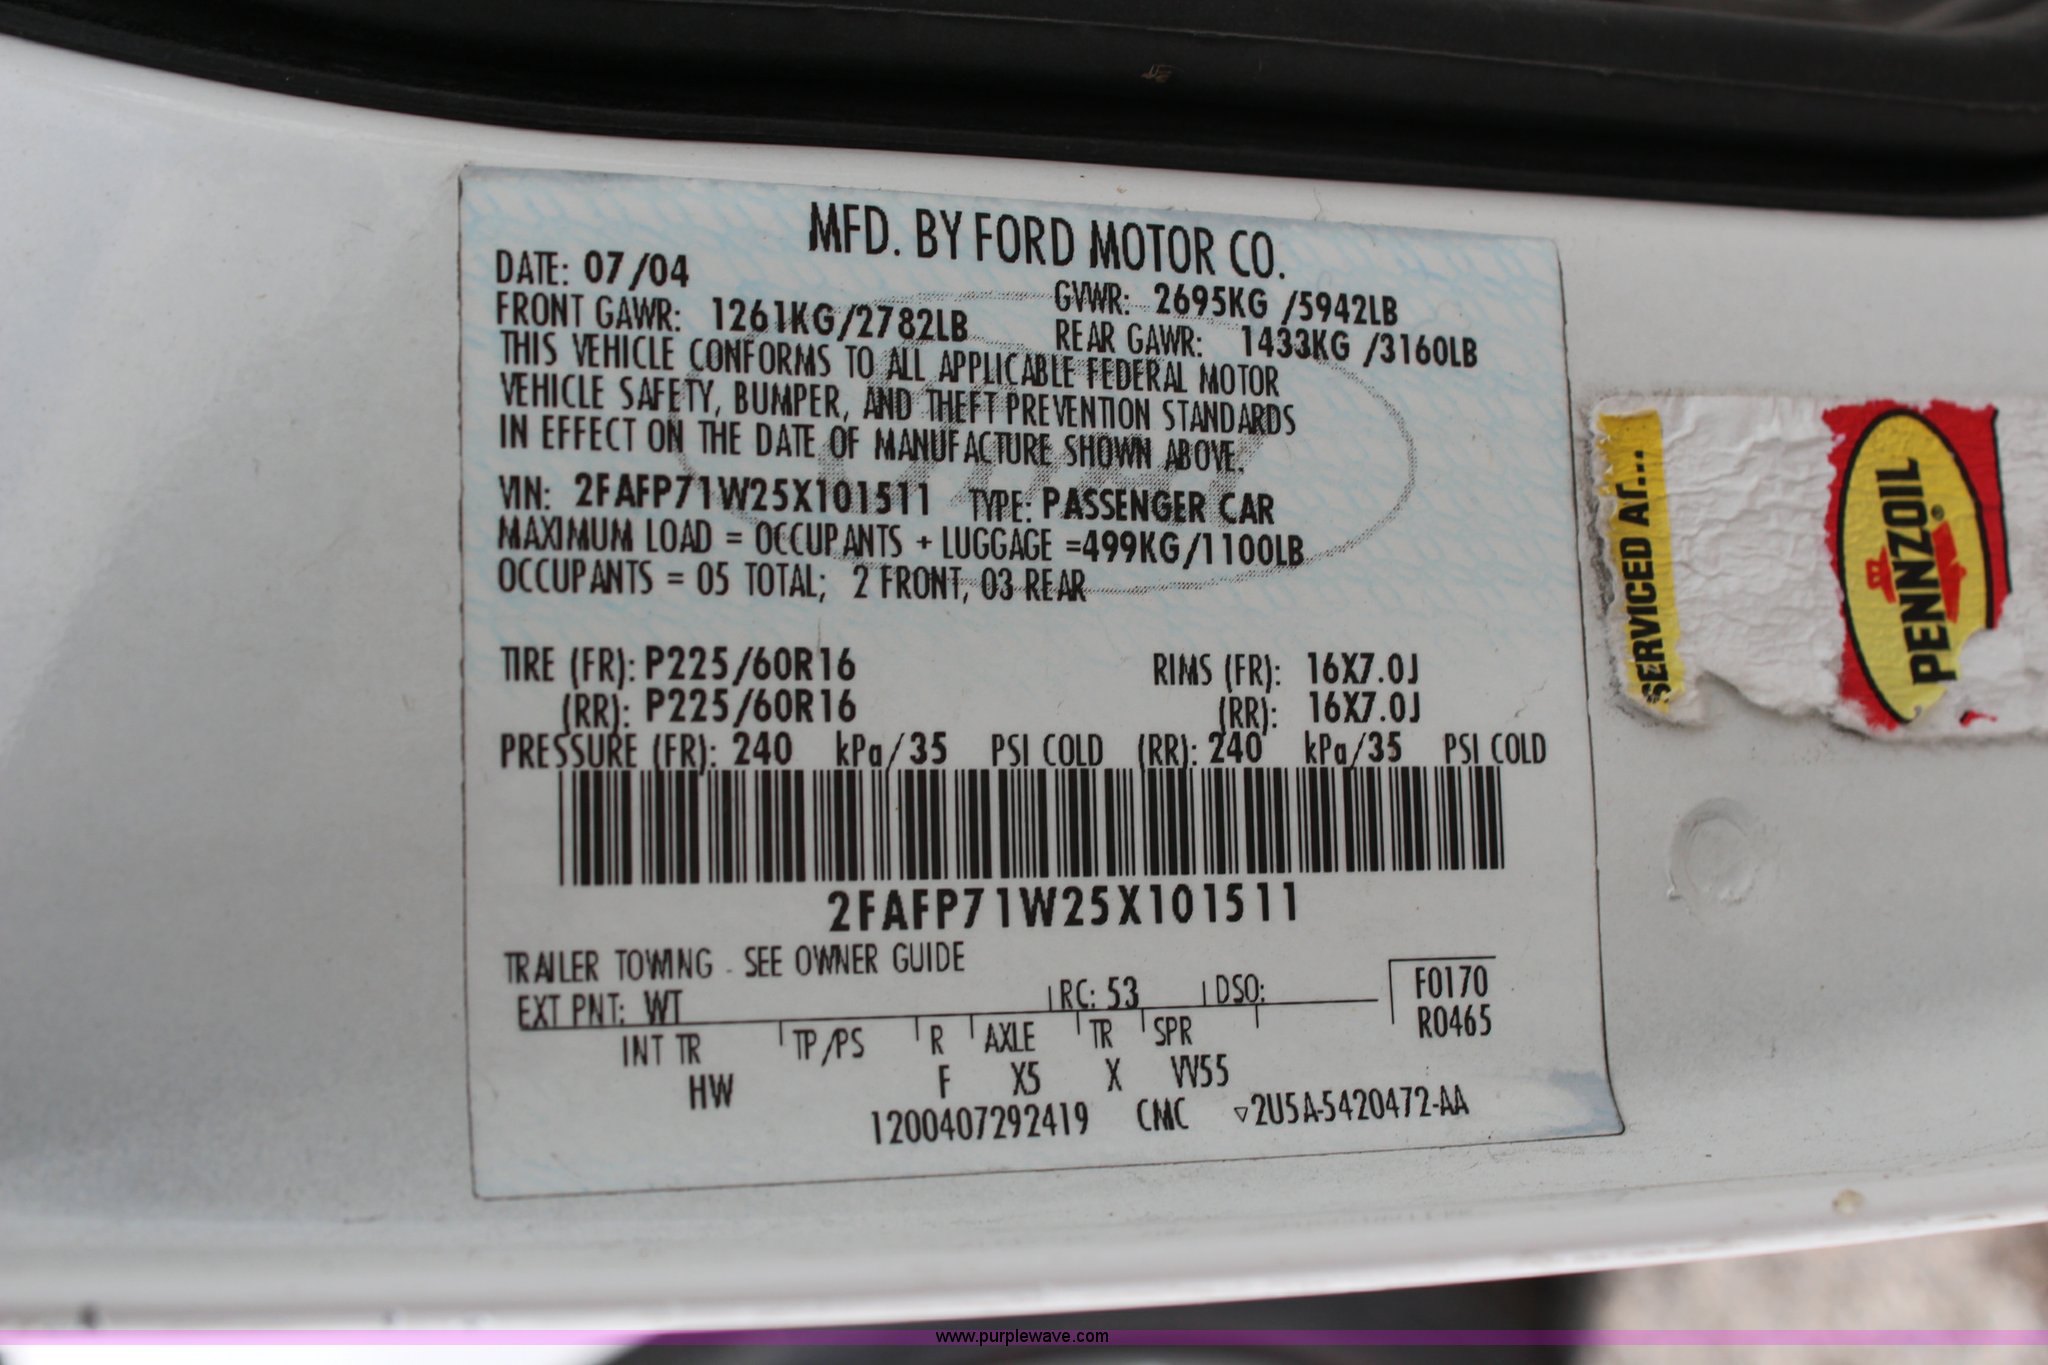 MFD. BY FORD MOTOR CO.
DATE: 07/04
GVWR: 2695KG /5942LB
FRONT GAWR: 1261KG/2782LB
REAR GAWR: 1433KG /3160LB
THIS VEHICLE CONFORMS TO ALL APPLICABLE FEDERAL MOTOR
VEHICLE SAFETY, BUMPER, AND THEFT PREVENTION STANDARDS
IN EFFECT ON THE DATE OF MANUFACTURE SHOWN ABOVE.
VIN: 2FAFP71W25X101511 TYPE: PASSENGER CAR
MAXIMUM LOAD = OCCUPANTS + LUGGAGE =499KG/1100LB
OCCUPANTS = 05 TOTAL; 2 FRONT, 03 REAR
TIRE (FR): P225/60R16 RIMS (FR): 16X7.0J
(RR): P225/60R16 (RR): 16X7.0J
PRESSURE (FR): 240 kPa/35 PSI COLD (RR): 240 kPa/35 PSI COLD
2FAFP71W25X101511
TRAILER TOWING - SEE OWNER GUIDE
EXT PNT: WT RC: 53 DSO:
F0170
R0465
INT TR TP/PS R AXLE TR SPR
HW F X5 X VV55
1200407292419 CMC ▽2U5A-5420472-AA
SERVICED AT...
PENNZOIL®
www.purplewave.com